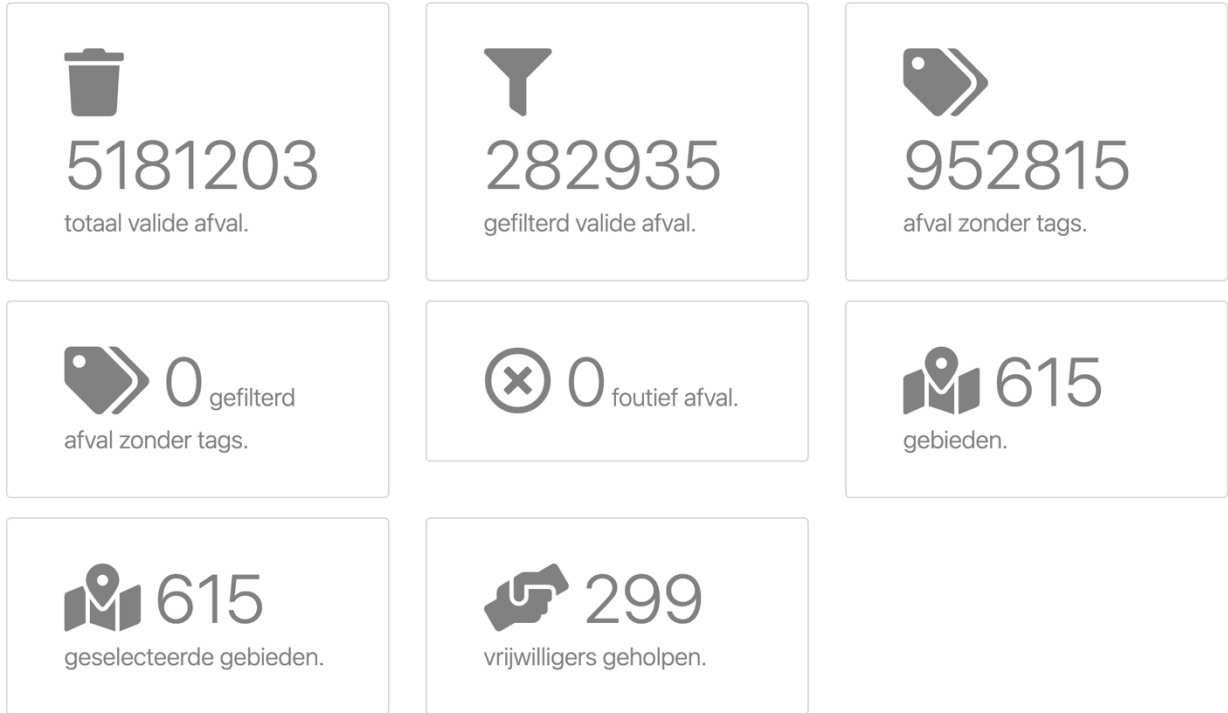 5181203
totaal valide afval.
282935
gefilterd valide afval.
952815
afval zonder tags.
0 gefilterd
afval zonder tags.
0 foutief afval.
615
gebieden.
615
geselecteerde gebieden.
299
vrijwilligers geholpen.